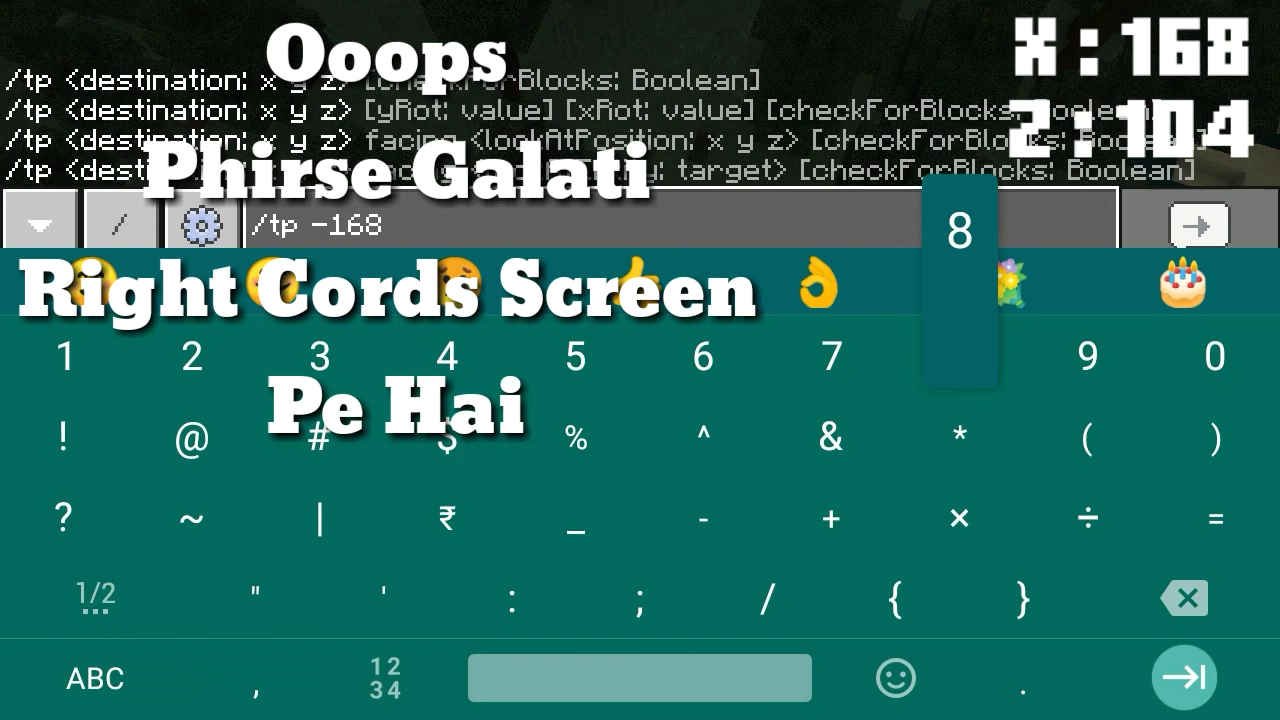 Ooops
X:168
/tp <destination: x y z> [checkForBlocks: Boolean]
/tp <destination: x y z> [yRot: value] [xRot: value] [checkForBlocks: Boolean]
Z:104
/tp <destination: x y z> facing <lookAtPosition: x y z> [checkForBlocks: Boolean]
Phirse Galati
/tp target> [checkForBlocks: Boolean]
/ /tp -168
8
Right Cords Screen
1 2 3 4 5 6 7 9 0
Pe Hai
! @ # $ % ^ & * ( )
? ~ | ₹ _ - + × ÷ =
1/2 " ' : ; / { }
ABC , 12 34 .